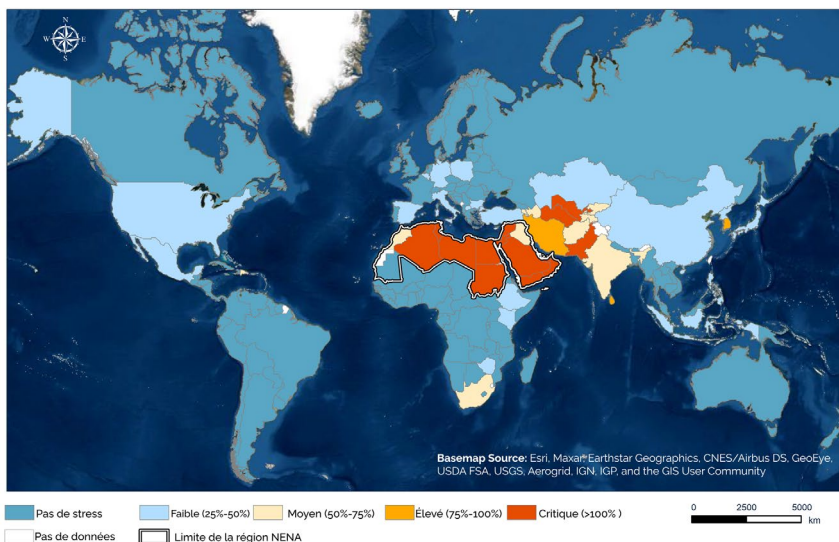 N
W E
S
Basemap Source: Esri, Maxar, Earthstar Geographics, CNES/Airbus DS, GeoEye,
USDA FSA, USGS, Aerogrid, IGN, IGP, and the GIS User Community
Pas de stress
Faible (25%-50%)
Moyen (50%-75%)
Élevé (75%-100%)
Critique (>100% )
0 2500 5000
km
Pas de données
Limite de la région NENA